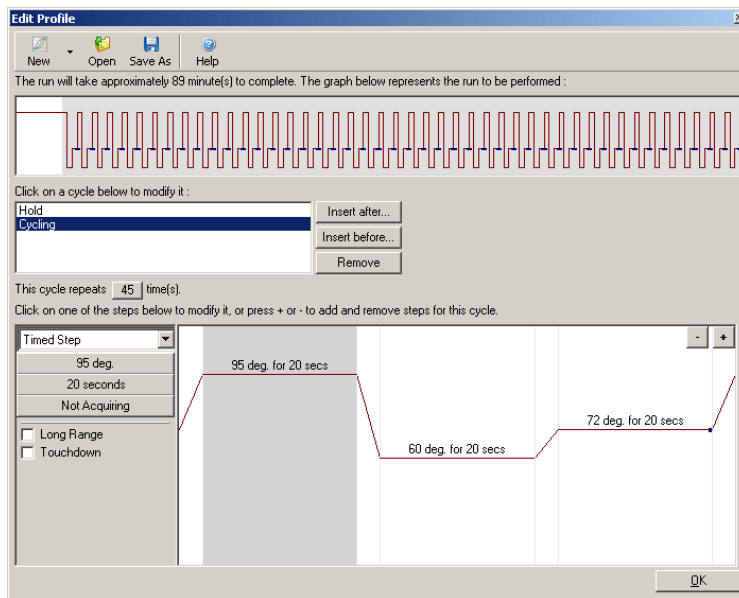 Edit Profile
New Open Save As Help
The run will take approximately 89 minute(s) to complete. The graph below represents the run to be performed :
Click on a cycle below to modify it :
Hold
Cycling
Insert after...
Insert before...
Remove
This cycle repeats 45 time(s).
Click on one of the steps below to modify it, or press + or - to add and remove steps for this cycle.
Timed Step
95 deg.
20 seconds
Not Acquiring
Long Range
Touchdown
- +
95 deg. for 20 secs
60 deg. for 20 secs
72 deg. for 20 secs
OK